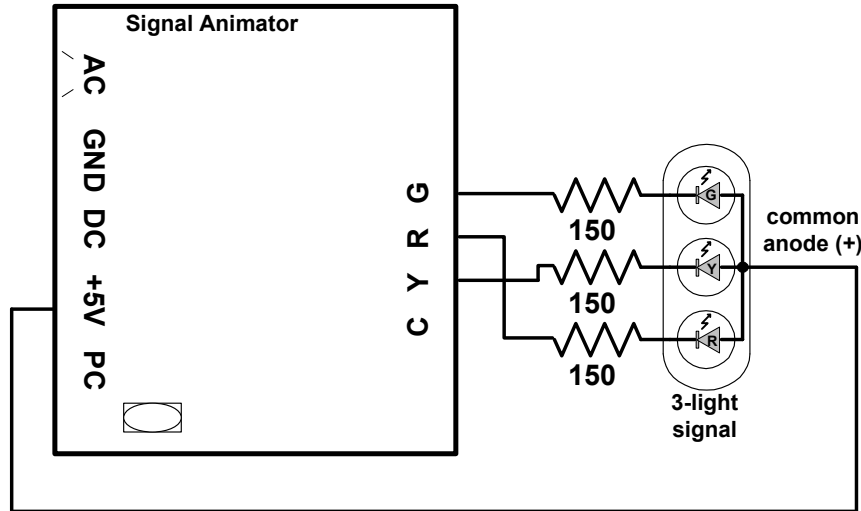 Signal Animator
AC
GND
DC
+5V
PC
G
R
Y
C
150
150
150
G
Y
R
common
anode (+)
3-light
signal